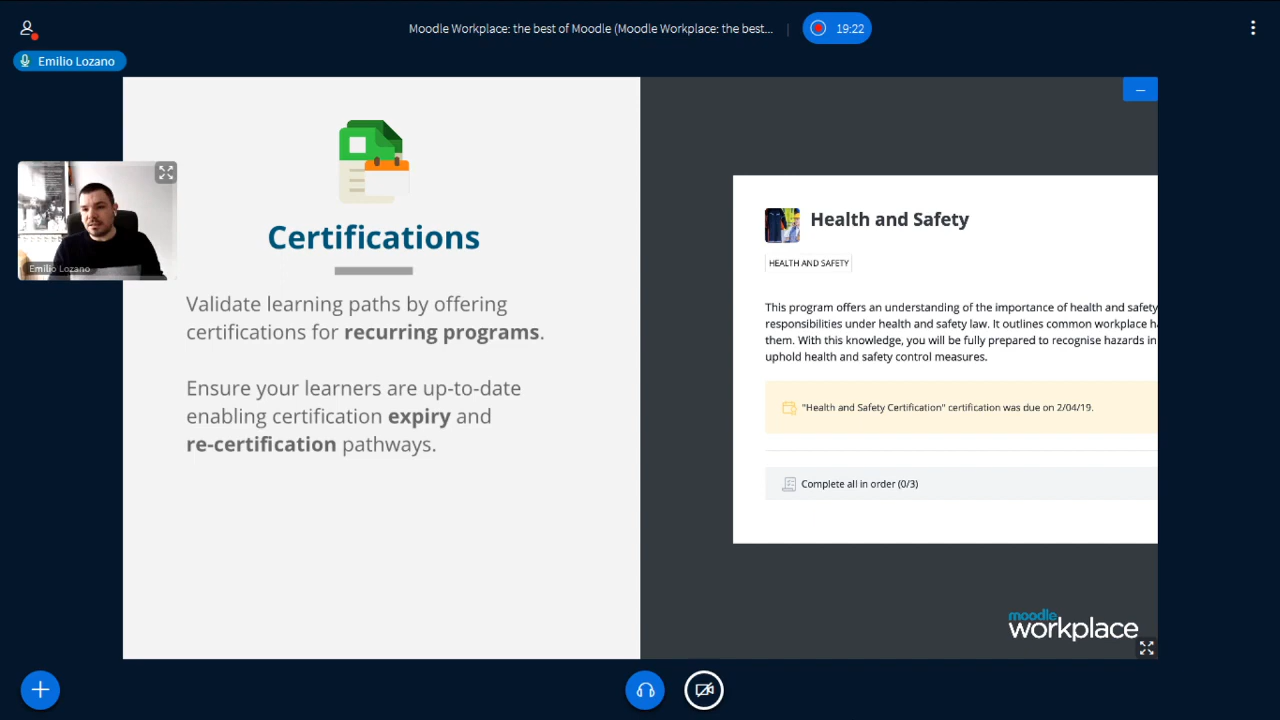 Moodle Workplace: the best of Moodle (Moodle Workplace: the best...
19:22
Emilio Lozano
Emilio Lozano
Certifications
Validate learning paths by offering
certifications for recurring programs.
Ensure your learners are up-to-date
enabling certification expiry and
re-certification pathways.
Health and Safety
HEALTH AND SAFETY
This program offers an understanding of the importance of health and safety
responsibilities under health and safety law. It outlines common workplace ha
them. With this knowledge, you will be fully prepared to recognise hazards in
uphold health and safety control measures.
"Health and Safety Certification" certification was due on 2/04/19.
Complete all in order (0/3)
moodle
workplace